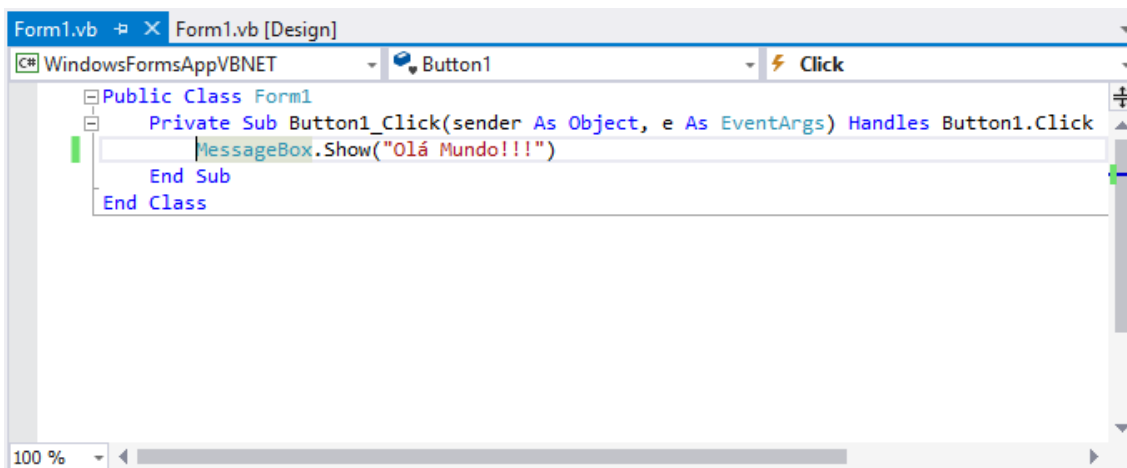 Form1.vb Form1.vb [Design]
C# WindowsFormsAppVBNET Button1 Click
Public Class Form1
Private Sub Button1_Click(sender As Object, e As EventArgs) Handles Button1.Click
MessageBox.Show("Olá Mundo!!!")
End Sub
End Class
100 %